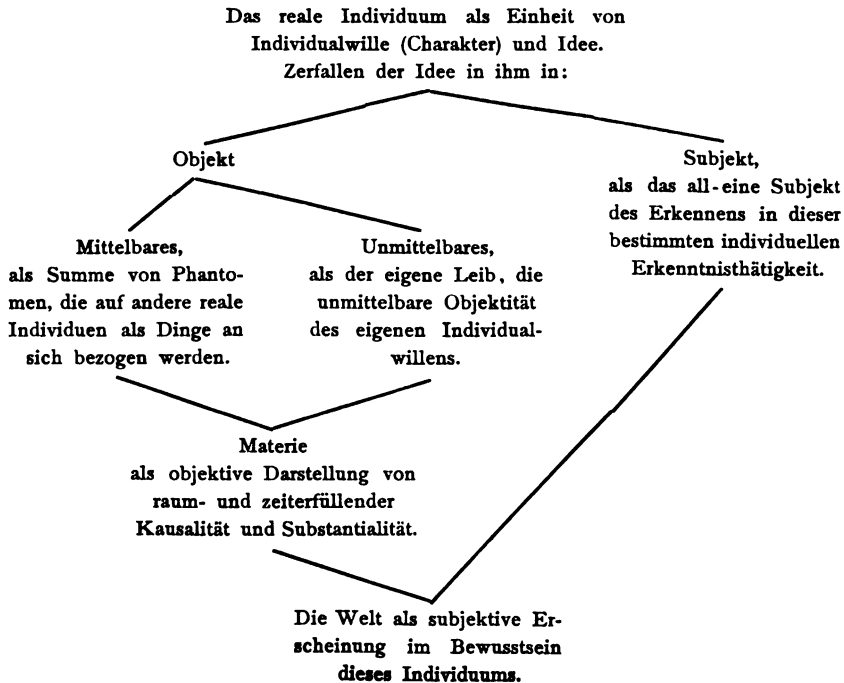 Das reale Individuum als Einheit von
Individualwille (Charakter) und Idee.
Zerfallen der Idee in ihm in:
Objekt
Subjekt,
als das all-eine Subjekt
des Erkennens in dieser
bestimmten individuellen
Erkenntnisthätigkeit.
Mittelbares,
als Summe von Phanto-
men, die auf andere reale
Individuen als Dinge an
sich bezogen werden.
Unmittelbares,
als der eigene Leib, die
unmittelbare Objektität
des eigenen Individual-
willens.
Materie
als objektive Darstellung von
raum- und zeiterfüllender
Kausalität und Substantialität.
Die Welt als subjektive Er-
scheinung im Bewusstsein
dieses Individuums.